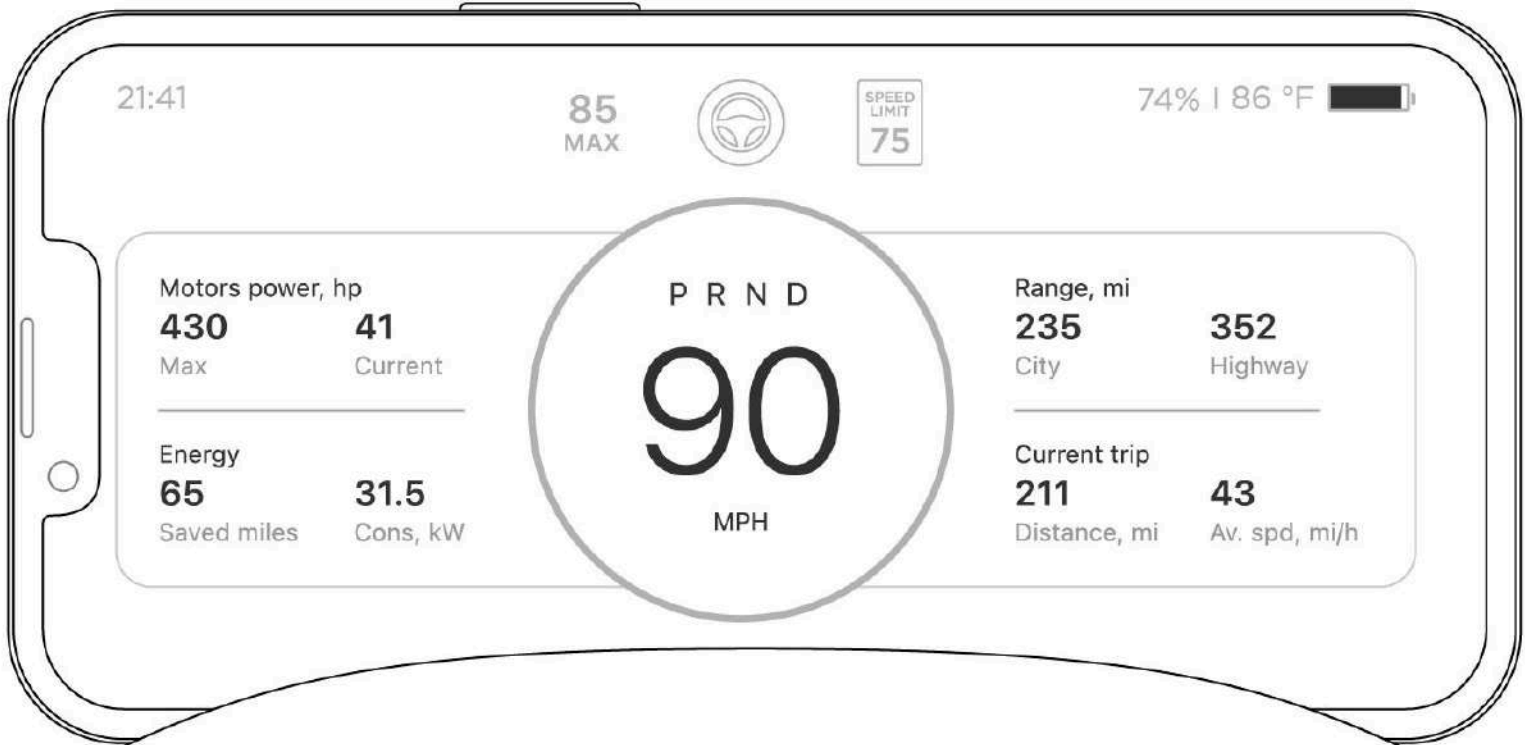 21:41
85
MAX
SPEED
LIMIT
75
74% | 86 °F
Motors power, hp
430 41
Max Current
Energy
65 31.5
Saved miles Cons, kW
P R N D
90
MPH
Range, mi
235 352
City Highway
Current trip
211 43
Distance, mi Av. spd, mi/h